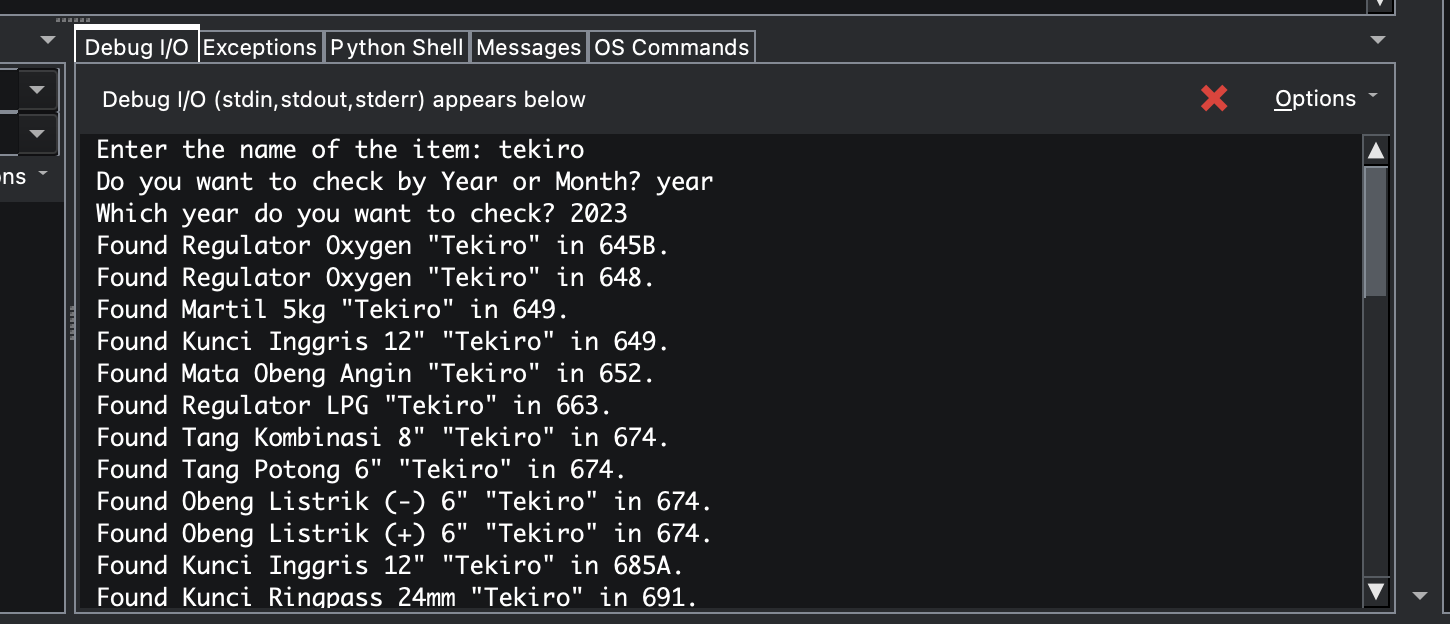 Debug I/O Exceptions Python Shell Messages OS Commands
Debug I/O (stdin,stdout,stderr) appears below
Options
ns
Enter the name of the item: tekiro
Do you want to check by Year or Month? year
Which year do you want to check? 2023
Found Regulator Oxygen "Tekiro" in 645B.
Found Regulator Oxygen "Tekiro" in 648.
Found Martil 5kg "Tekiro" in 649.
Found Kunci Inggris 12" "Tekiro" in 649.
Found Mata Obeng Angin "Tekiro" in 652.
Found Regulator LPG "Tekiro" in 663.
Found Tang Kombinasi 8" "Tekiro" in 674.
Found Tang Potong 6" "Tekiro" in 674.
Found Obeng Listrik (-) 6" "Tekiro" in 674.
Found Obeng Listrik (+) 6" "Tekiro" in 674.
Found Kunci Inggris 12" "Tekiro" in 685A.
Found Kunci Ringpass 24mm "Tekiro" in 691.